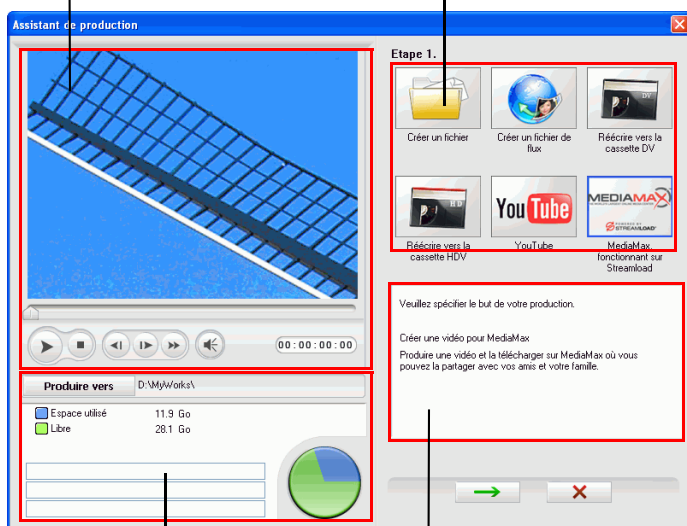 Assistant de production
Etape 1.
DV
Créer un fichier
Créer un fichier de
flux
Réécrire vers la
cassette DV
HD
YouTube
MEDIAMAX
STREAMLOAD
Réécrire vers la
cassette HDV
YouTube
MediaMax,
fonctionnant sur
Streamload
00:00:00:00
Veuillez spécifier le but de votre production.
Créer une vidéo pour MediaMax
Produire une vidéo et la télécharger sur MediaMax où vous
pouvez la partager avec vos amis et votre famille.
Produire vers D:\MyWorks\
Espace utilisé 11.9 Go
Libre 28.1 Go